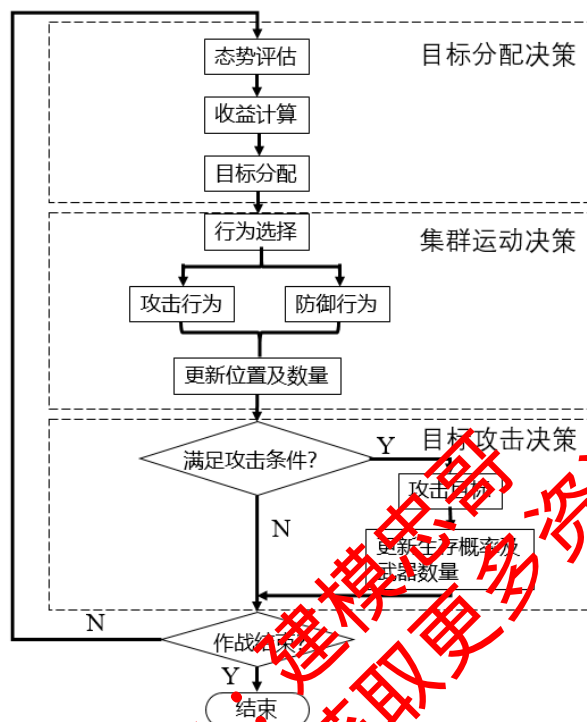 目标分配决策
态势评估
收益计算
目标分配
集群运动决策
行为选择
攻击行为
防御行为
更新位置及数量
目标攻击决策
满足攻击条件?
Y
攻击目标
N
更新生存概率及
武器数量
N
作战结束?
Y
结束
:建模忠哥
获取更多资